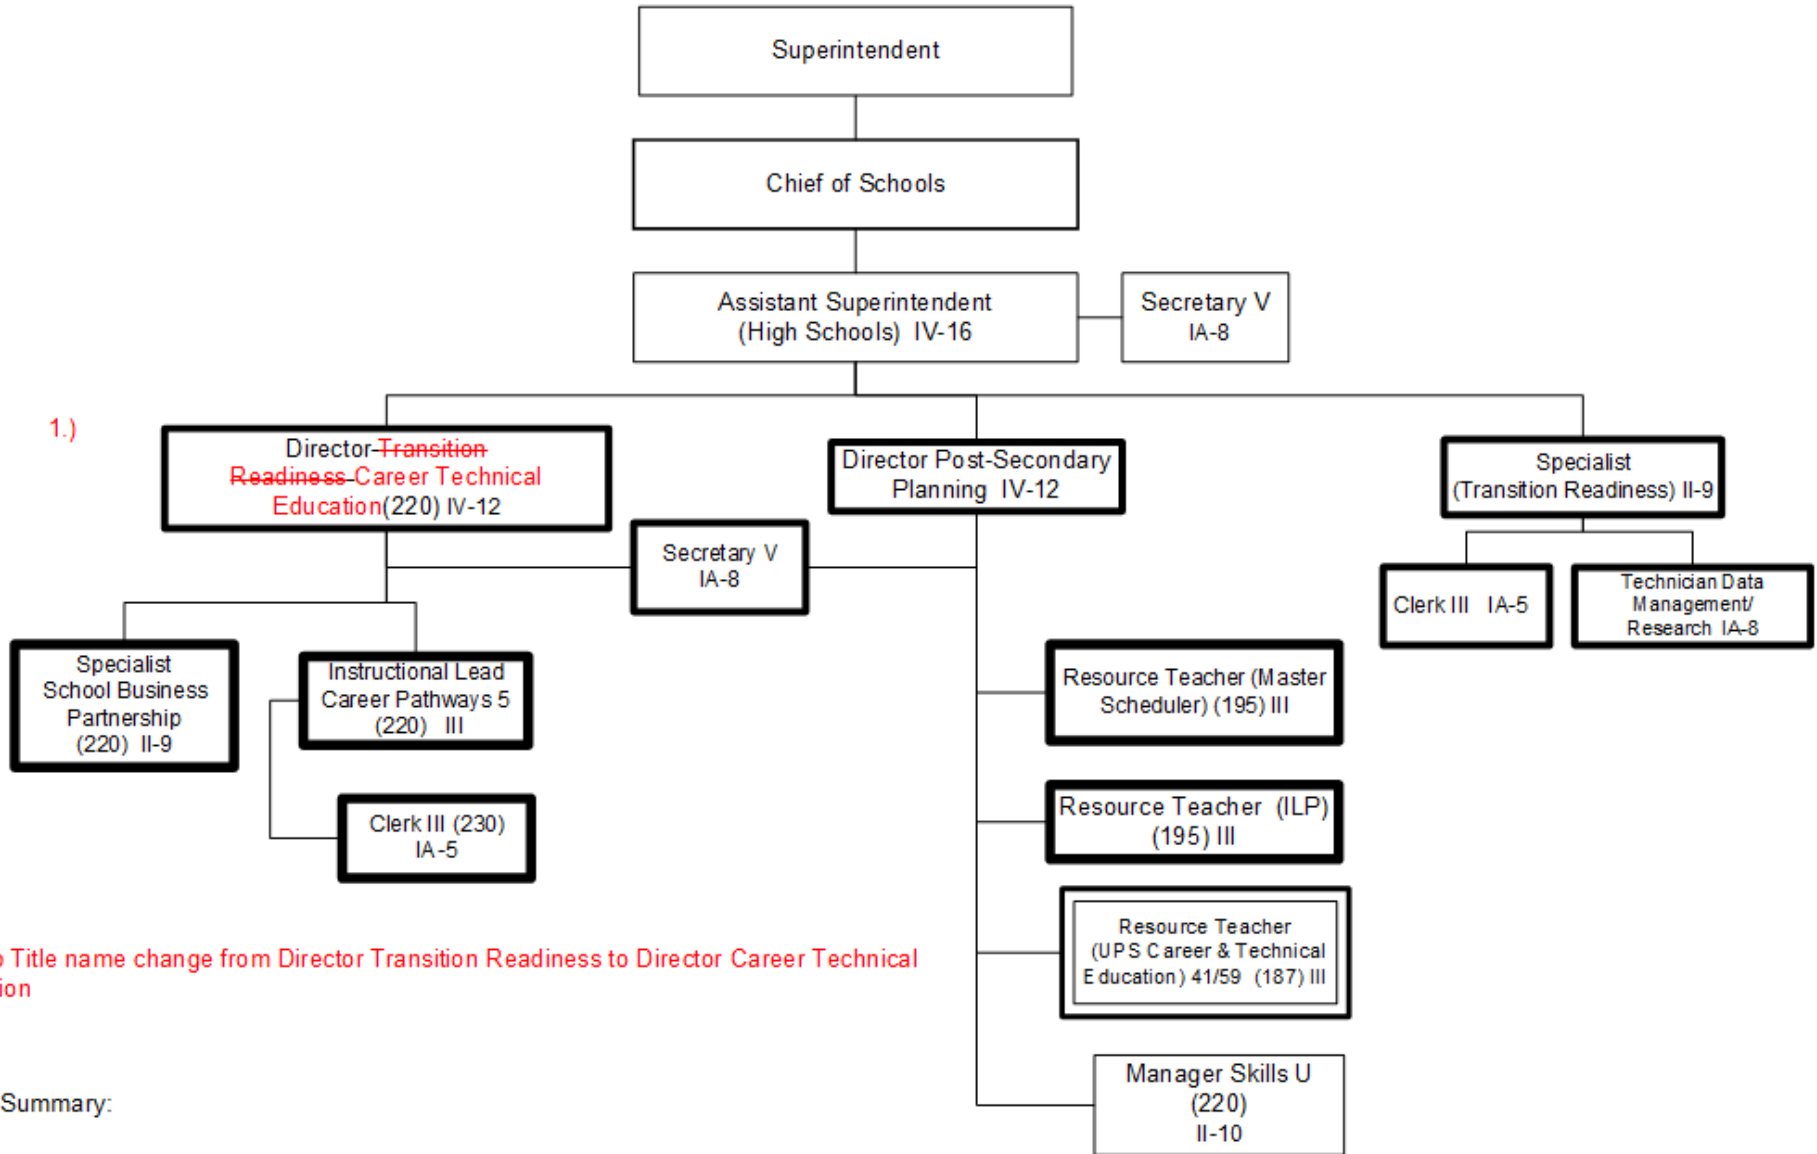 Superintendent
Chief of Schools
Assistant Superintendent
(High Schools) IV-16
Secretary V
IA-8
1.)
Director Transition
Readiness Career Technical
Education(220) IV-12
Director Post-Secondary
Planning IV-12
Specialist
(Transition Readiness) II-9
Secretary V
IA-8
Clerk III IA-5
Technician Data
Management/
Research IA-8
Specialist
School Business
Partnership
(220) II-9
Instructional Lead
Career Pathways 5
(220) III
Resource Teacher (Master
Scheduler) (195) III
Clerk III (230)
IA-5
Resource Teacher (ILP)
(195) III
Resource Teacher
(UPS Career & Technical
Education) 41/59 (187) III
Title name change from Director Transition Readiness to Director Career Technical
Manager Skills U
(220)
II-10
Summary: